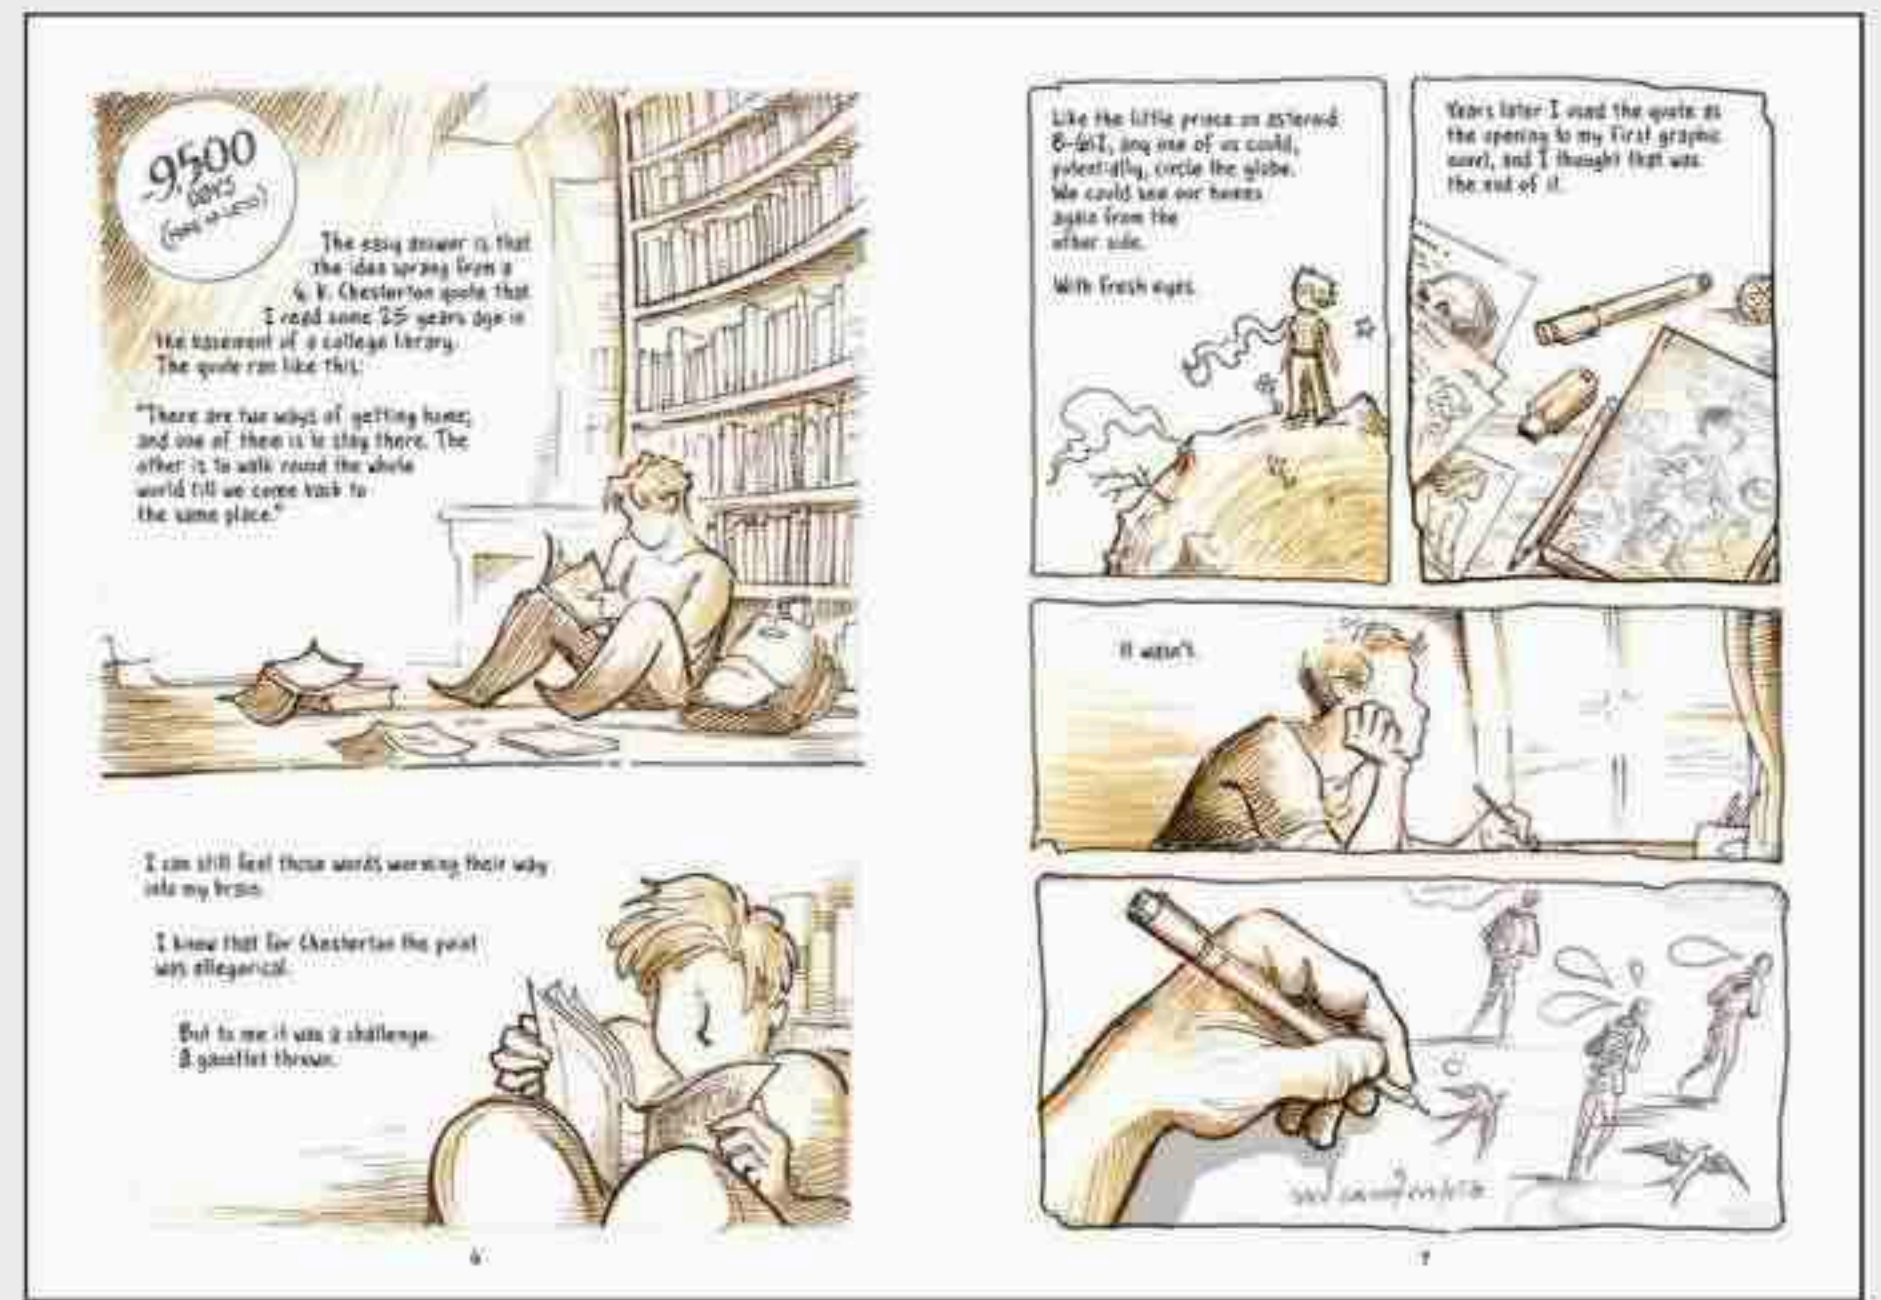 -9,500
DAYS
(MORE OR LESS)
The easy answer is that
the idea sprang from a
G. K. Chesterton quote that
I read some 25 years ago in
the basement of a college library.
The quote ran like this:
"There are two ways of getting home;
and one of them is to stay there. The
other is to walk round the whole
world till we come back to
the same place."
I can still feel those words worming their way
into my brain.
I knew that for Chesterton the point
was allegorical.
But to me it was a challenge.
A gauntlet thrown.
6
Like the little prince on asteroid
B-612, any one of us could,
potentially, circle the globe.
We could see our homes
again from the
other side.
With fresh eyes.
Years later I used the quote as
the opening to my first graphic
novel, and I thought that was
the end of it.
It wasn't.
7